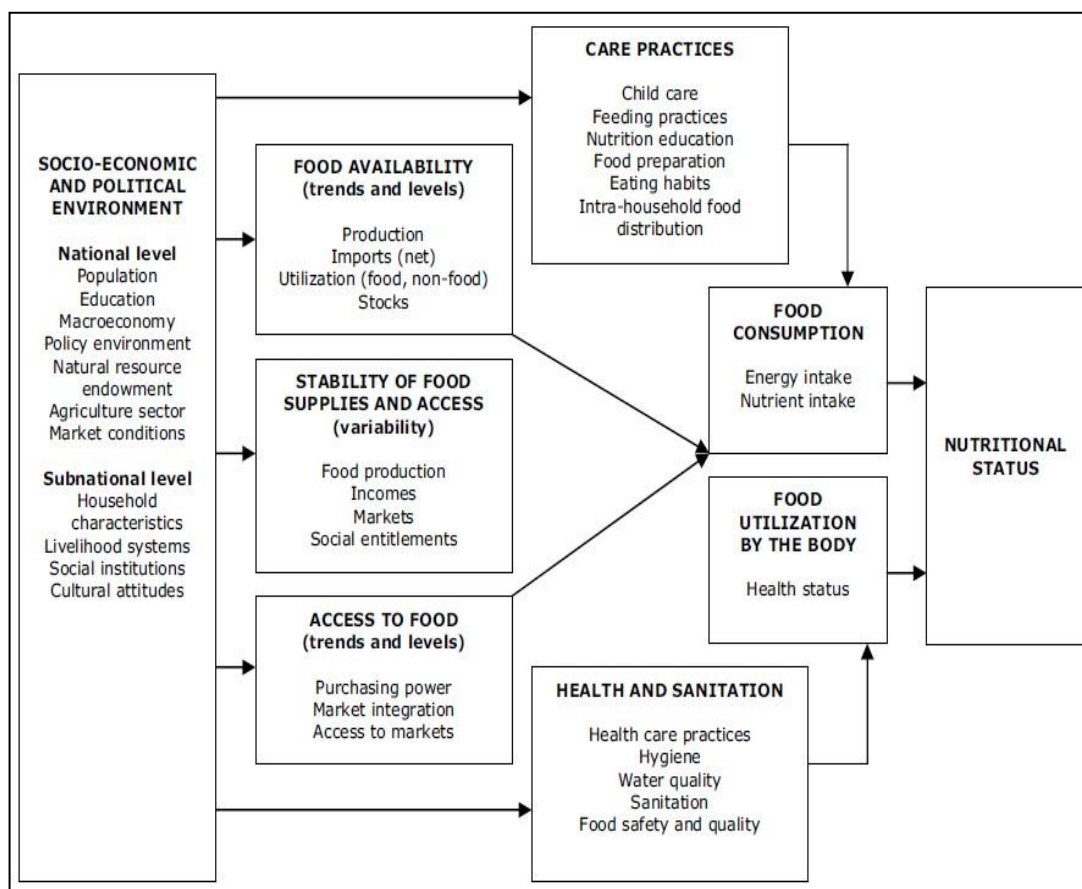 SOCIO-ECONOMIC
AND POLITICAL
ENVIRONMENT
National level
Population
Education
Macroeconomy
Policy environment
Natural resource
endowment
Agriculture sector
Market conditions
Subnational level
Household
characteristics
Livelihood systems
Social institutions
Cultural attitudes
FOOD AVAILABILITY
(trends and levels)
Production
Imports (net)
Utilization (food, non-food)
Stocks
STABILITY OF FOOD
SUPPLIES AND ACCESS
(variability)
Food production
Incomes
Markets
Social entitlements
ACCESS TO FOOD
(trends and levels)
Purchasing power
Market integration
Access to markets
CARE PRACTICES
Child care
Feeding practices
Nutrition education
Food preparation
Eating habits
Intra-household food
distribution
HEALTH AND SANITATION
Health care practices
Hygiene
Water quality
Sanitation
Food safety and quality
FOOD
CONSUMPTION
Energy intake
Nutrient intake
FOOD
UTILIZATION
BY THE BODY
Health status
NUTRITIONAL
STATUS